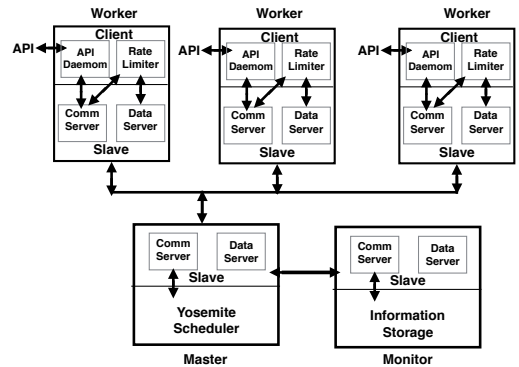 Worker
Worker
Worker
Client
API
API
Daemom
Rate
Limiter
Comm
Server
Data
Server
Slave
Client
API
API
Daemom
Rate
Limiter
Comm
Server
Data
Server
Slave
Client
API
API
Daemom
Rate
Limiter
Comm
Server
Data
Server
Slave
Comm
Server
Data
Server
Slave
Yosemite
Scheduler
Master
Comm
Server
Data
Server
Slave
Information
Storage
Monitor